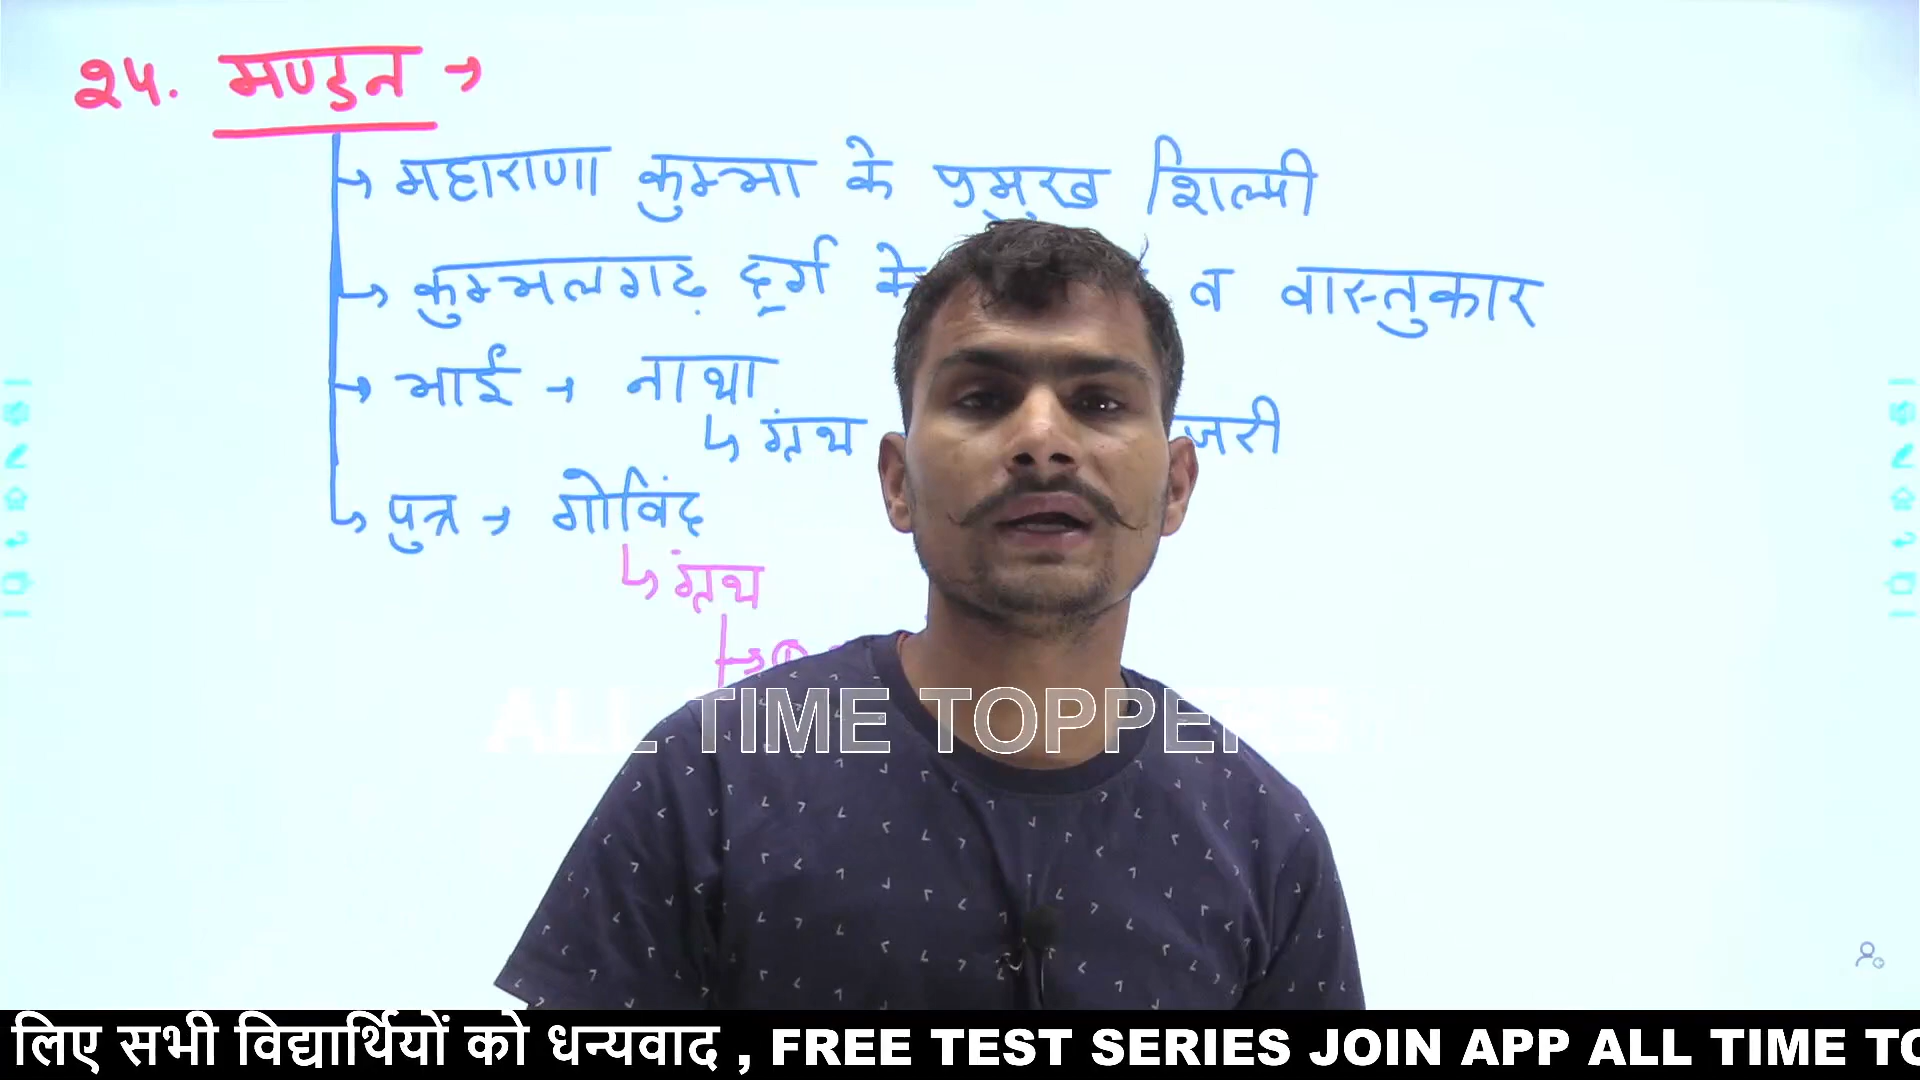 २५. मण्डन →
→ महाराणा कुम्भा के प्रमुख शिल्पी
→ कुम्भलगढ़ दुर्ग के व वास्तुकार
→ भाई → नाथा
↳ ग्रंथ जरी
↳ पुत्र → गोविंद
↳ ग्रंथ
→ ①
ALL TIME TOPPERS
लिए सभी विद्यार्थियों को धन्यवाद , FREE TEST SERIES JOIN APP ALL TIME TO